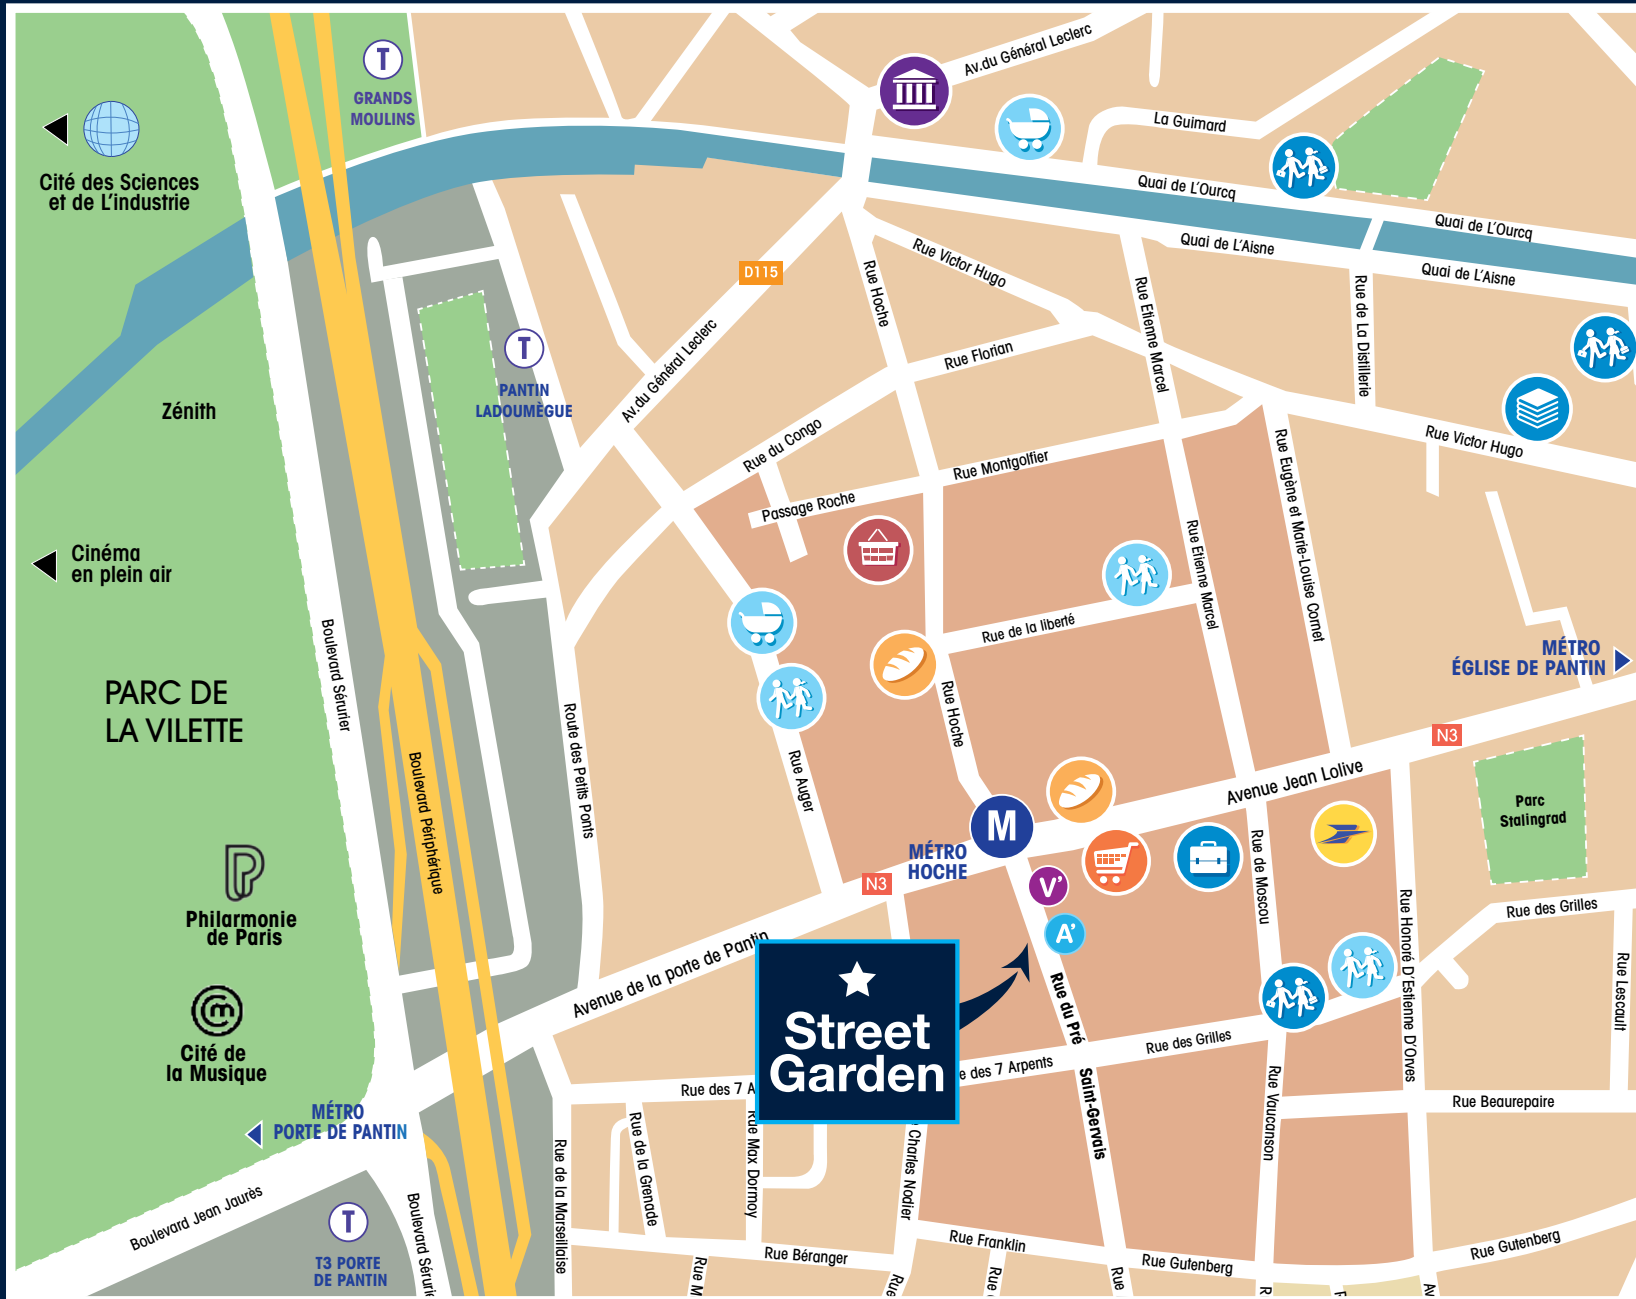 Av.du Général Leclerc
T
GRANDS
MOULINS
La Guimard
Cité des Sciences
et de L'industrie
Quai de L'Ourcq
Quai de L'Ourcq
Quai de L'Aisne
Quai de L'Aisne
Rue Victor Hugo
D115
Rue Hoche
Rue Etienne Marcel
Rue de La Distillerie
T
PANTIN
LADOUMÈGUE
Av.du Général Leclerc
Rue Florian
Zénith
Rue du Congo
Rue Victor Hugo
Rue Montgolfier
Passage Roche
Rue Eugène et Marie-Louise Cornet
Rue Etienne Marcel
Cinéma
en plein air
Rue de la liberté
Boulevard Sérurier
MÉTRO
ÉGLISE DE PANTIN
PARC DE
LA VILETTE
Rue Hoche
Route des Petits Ponts
N3
Rue Auger
Boulevard Périphérique
Avenue Jean Lolive
Parc
Stalingrad
M
MÉTRO
HOCHE
N3
V'
A'
Rue de Moscou
Rue Honoré D'Estienne D'Orves
Rue des Grilles
Philarmonie
de Paris
Avenue de la porte de Pantin
Rue Lescault
Street
Garden
Rue du Pré
Saint-Gervais
Rue des Grilles
Cité de
la Musique
Rue des 7 A
e des 7 Arpents
MÉTRO
PORTE DE PANTIN
Rue de la Grenade
Rue Max Dormoy
Charles Nodier
Rue Vaucanson
Rue Beaurepaire
Rue de la Marseillaise
Boulevard Jean Jaurès
Boulevard Sérurie
T
T3 PORTE
DE PANTIN
Rue Béranger
Rue Franklin
Rue Gutenberg
Rue Gutenberg
Rue M
Rue
Rue
Rue
R
Av